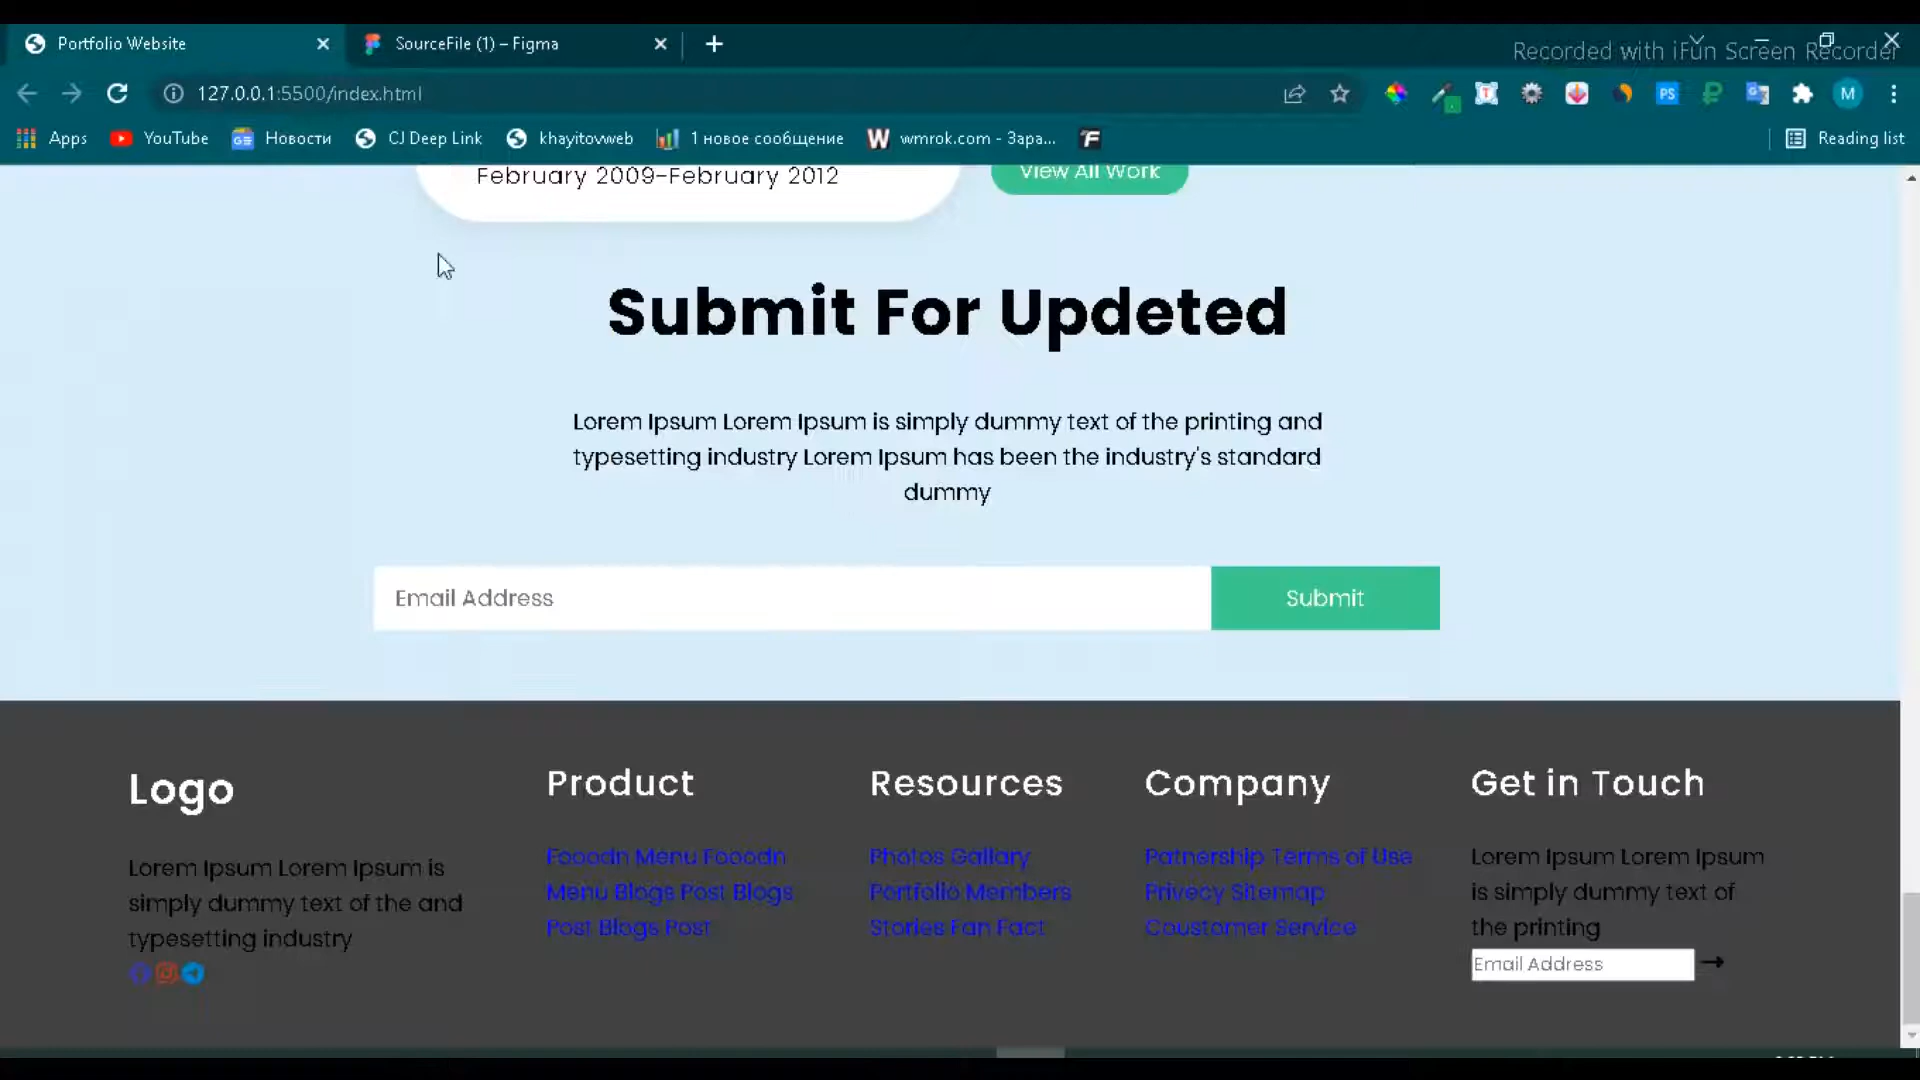 Portfolio Website
SourceFile (1) – Figma
Recorded with iFun Screen Recorder
127.0.0.1:5500/index.html
PS
M
Apps
YouTube
Новости
CJ Deep Link
khayitovweb
1 новое сообщение
wmrok.com - Зара...
Reading list
February 2009-February 2012
View All Work
Submit For Updeted
Lorem Ipsum Lorem Ipsum is simply dummy text of the printing and
typesetting industry Lorem Ipsum has been the industry's standard
dummy
Email Address
Submit
Logo
Lorem Ipsum Lorem Ipsum is
simply dummy text of the and
typesetting industry
Product
Fooodn Menu Fooodn
Menu Blogs Post Blogs
Post Blogs Post
Resources
Photos Gallary
Portfolio Members
Stories Fan Fact
Company
Patnership Terms of Use
Privecy Sitemap
Coustomer Service
Get in Touch
Lorem Ipsum Lorem Ipsum
is simply dummy text of
the printing
Email Address